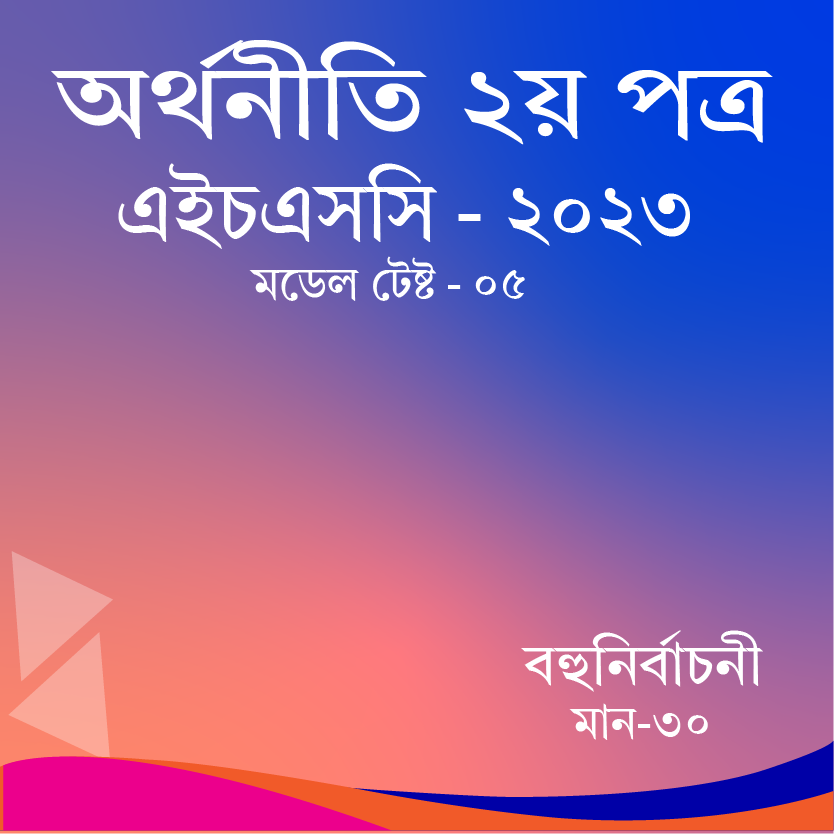 অর্থনীতি ২য় পত্র
এইচএসসি - ২০২৩
মডেল টেষ্ট - ০৫
বহুনির্বাচনী
মান-৩০